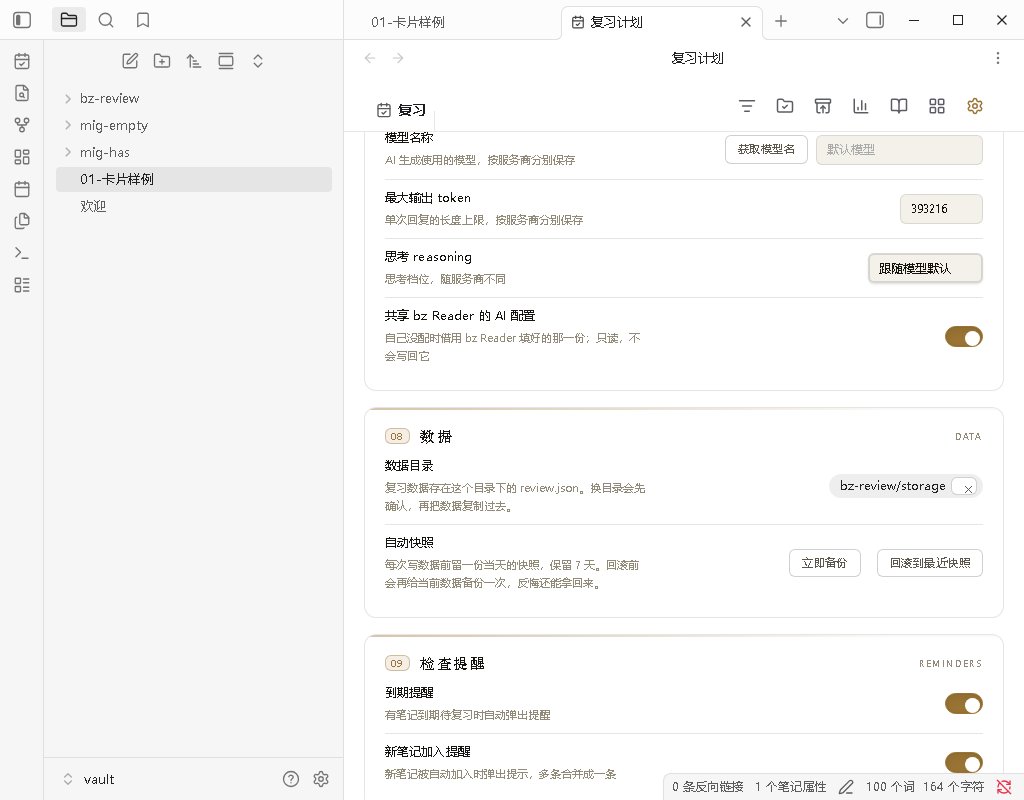 01-卡片样例
复习计划
复习计划
bz-review
mig-empty
mig-has
01-卡片样例
欢迎
复习
模型名称
AI 生成使用的模型，按服务商分别保存
获取模型名
默认模型
最大输出 token
单次回复的长度上限，按服务商分别保存
393216
思考 reasoning
思考档位，随服务商不同
跟随模型默认
共享 bz Reader 的 AI 配置
自己没配时借用 bz Reader 填好的那一份；只读，不
会写回它
08 数据
DATA
数据目录
复习数据存在这个目录下的 review.json。换目录会先
确认，再把数据复制过去。
bz-review/storage
自动快照
每次写数据前留一份当天的快照，保留 7 天。回滚前
会再给当前数据备份一次，反悔还能拿回来。
立即备份
回滚到最近快照
09 检查提醒
REMINDERS
到期提醒
有笔记到期待复习时自动弹出提醒
新笔记加入提醒
新笔记被自动加入时弹出提示，多条合并成一条
vault
0 条反向链接 1 个笔记属性 100 个词 164 个字符